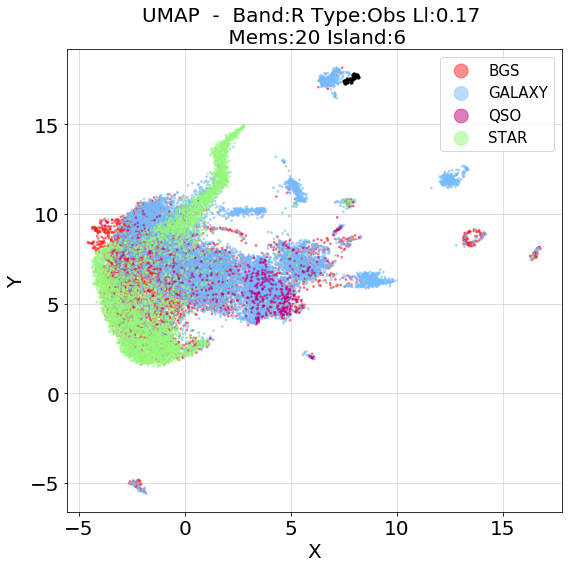 UMAP  -  Band:R Type:Obs Ll:0.17
Mems:20 Island:6
BGS
GALAXY
QSO
STAR
15
10
5
0
−5
Y
−5 0 5 10 15
X